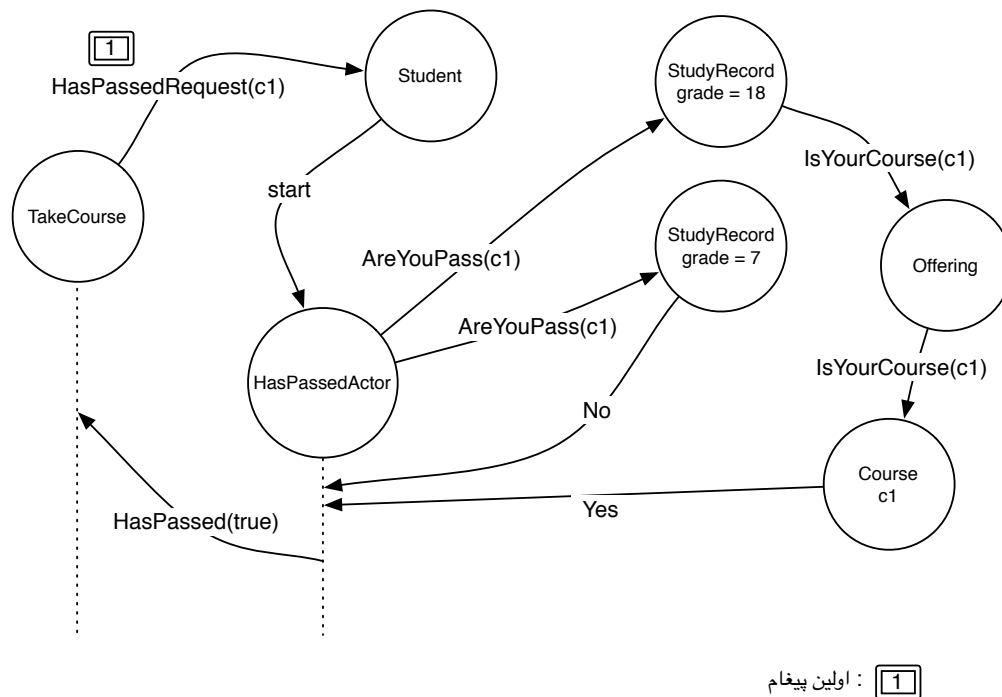 1
HasPassedRequest(c1)
Student
StudyRecord
grade = 18
IsYourCourse(c1)
TakeCourse
start
StudyRecord
grade = 7
AreYouPass(c1)
Offering
AreYouPass(c1)
HasPassedActor
IsYourCourse(c1)
No
Course
c1
Yes
HasPassed(true)
1 : اولین پیغام